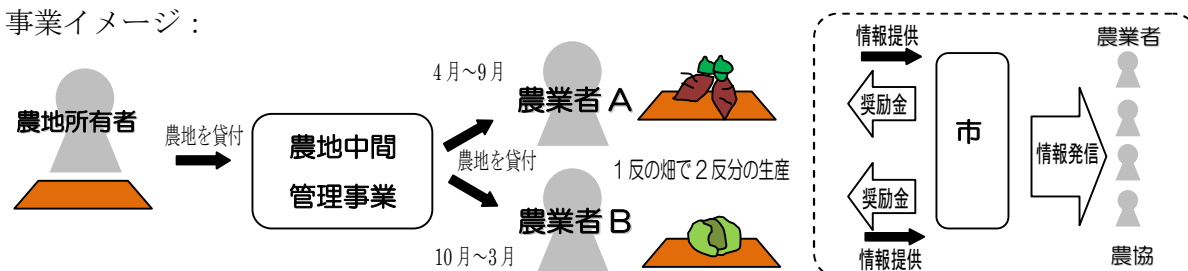 事業イメージ：
農地所有者
農地を貸付
農地中間
管理事業
4月～9月
農業者A
農地を貸付
1反の畑で2反分の生産
農業者B
10月～3月
情報提供
奨励金
市
奨励金
情報提供
情報発信
農業者
農協